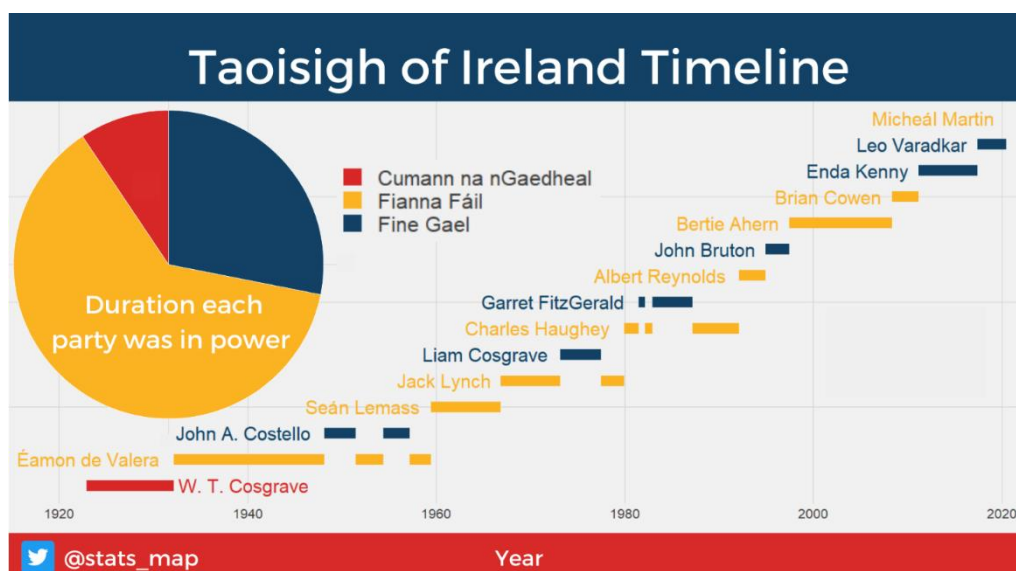 Taoisigh of Ireland Timeline
Micheál Martin
Leo Varadkar
Enda Kenny
Cumann na nGaedheal
Fianna Fáil
Fine Gael
Brian Cowen
Bertie Ahern
John Bruton
Albert Reynolds
Duration each
party was in power
Garret FitzGerald
Charles Haughey
Liam Cosgrave
Jack Lynch
Seán Lemass
John A. Costello
Éamon de Valera
W. T. Cosgrave
1920 1940 1960 1980 2000 2020
@stats_map Year